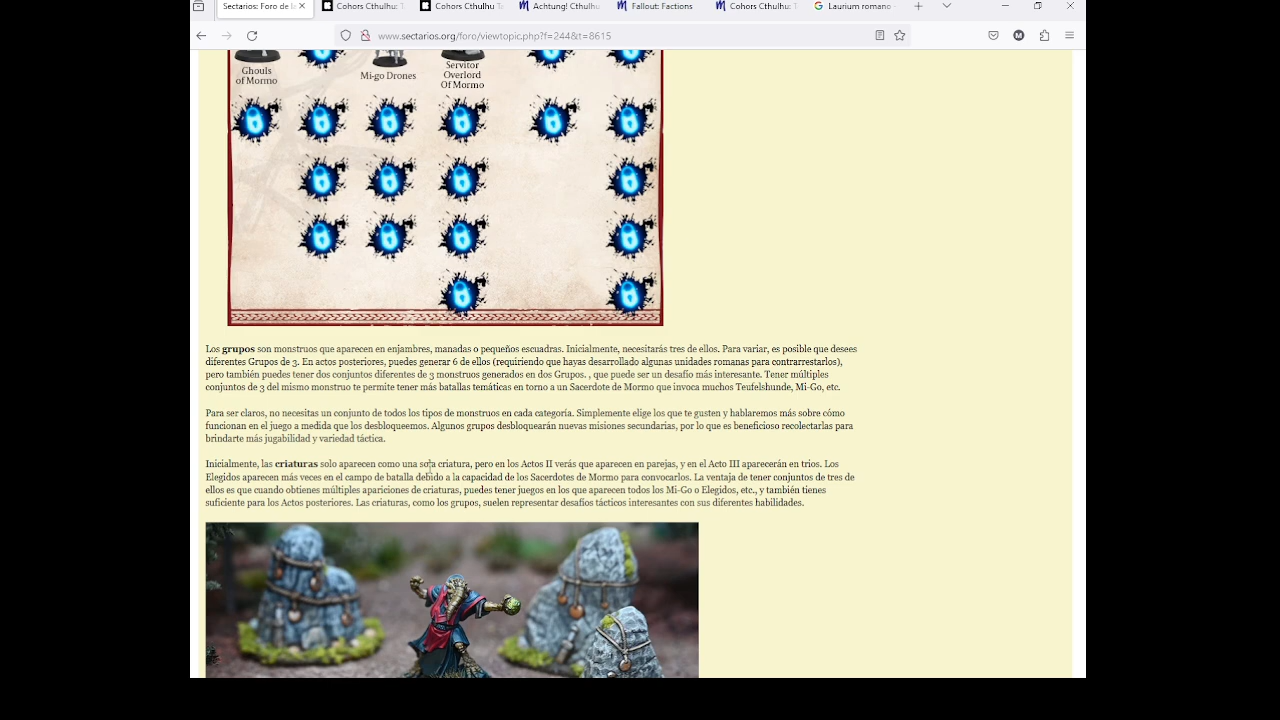 Sectarios: Foro de l
Cohors Cthulhu: T
Cohors Cthulhu Ta
Achtung! Cthulhu
Fallout: Factions
Cohors Cthulhu: T
Laurium romano
www.sectarios.org/foro/viewtopic.php?f=244&t=8615
Ghouls
of Mormo
Mi-go Drones
Servitor
Overlord
Of Mormo
Los grupos son monstruos que aparecen en enjambres, manadas o pequeños escuadras. Inicialmente, necesitarás tres de ellos. Para variar, es posible que desees
diferentes Grupos de 3. En actos posteriores, puedes generar 6 de ellos (requiriendo que hayas desarrollado algunas unidades romanas para contrarrestarlos),
pero también puedes tener dos conjuntos diferentes de 3 monstruos generados en dos Grupos. , que puede ser un desafío más interesante. Tener múltiples
conjuntos de 3 del mismo monstruo te permite tener más batallas temáticas en torno a un Sacerdote de Mormo que invoca muchos Teufelshunde, Mi-Go, etc.
Para ser claros, no necesitas un conjunto de todos los tipos de monstruos en cada categoría. Simplemente elige los que te gusten y hablaremos más sobre cómo
funcionan en el juego a medida que los desbloqueemos. Algunos grupos desbloquearán nuevas misiones secundarias, por lo que es beneficioso recolectarlas para
brindarte más jugabilidad y variedad táctica.
Inicialmente, las criaturas solo aparecen como una sola criatura, pero en los Actos II verás que aparecen en parejas, y en el Acto III aparecerán en trios. Los
Elegidos aparecen más veces en el campo de batalla debido a la capacidad de los Sacerdotes de Mormo para convocarlos. La ventaja de tener conjuntos de tres de
ellos es que cuando obtienes múltiples apariciones de criaturas, puedes tener juegos en los que aparecen todos los Mi-Go o Elegidos, etc., y también tienes
suficiente para los Actos posteriores. Las criaturas, como los grupos, suelen representar desafíos tácticos interesantes con sus diferentes habilidades.